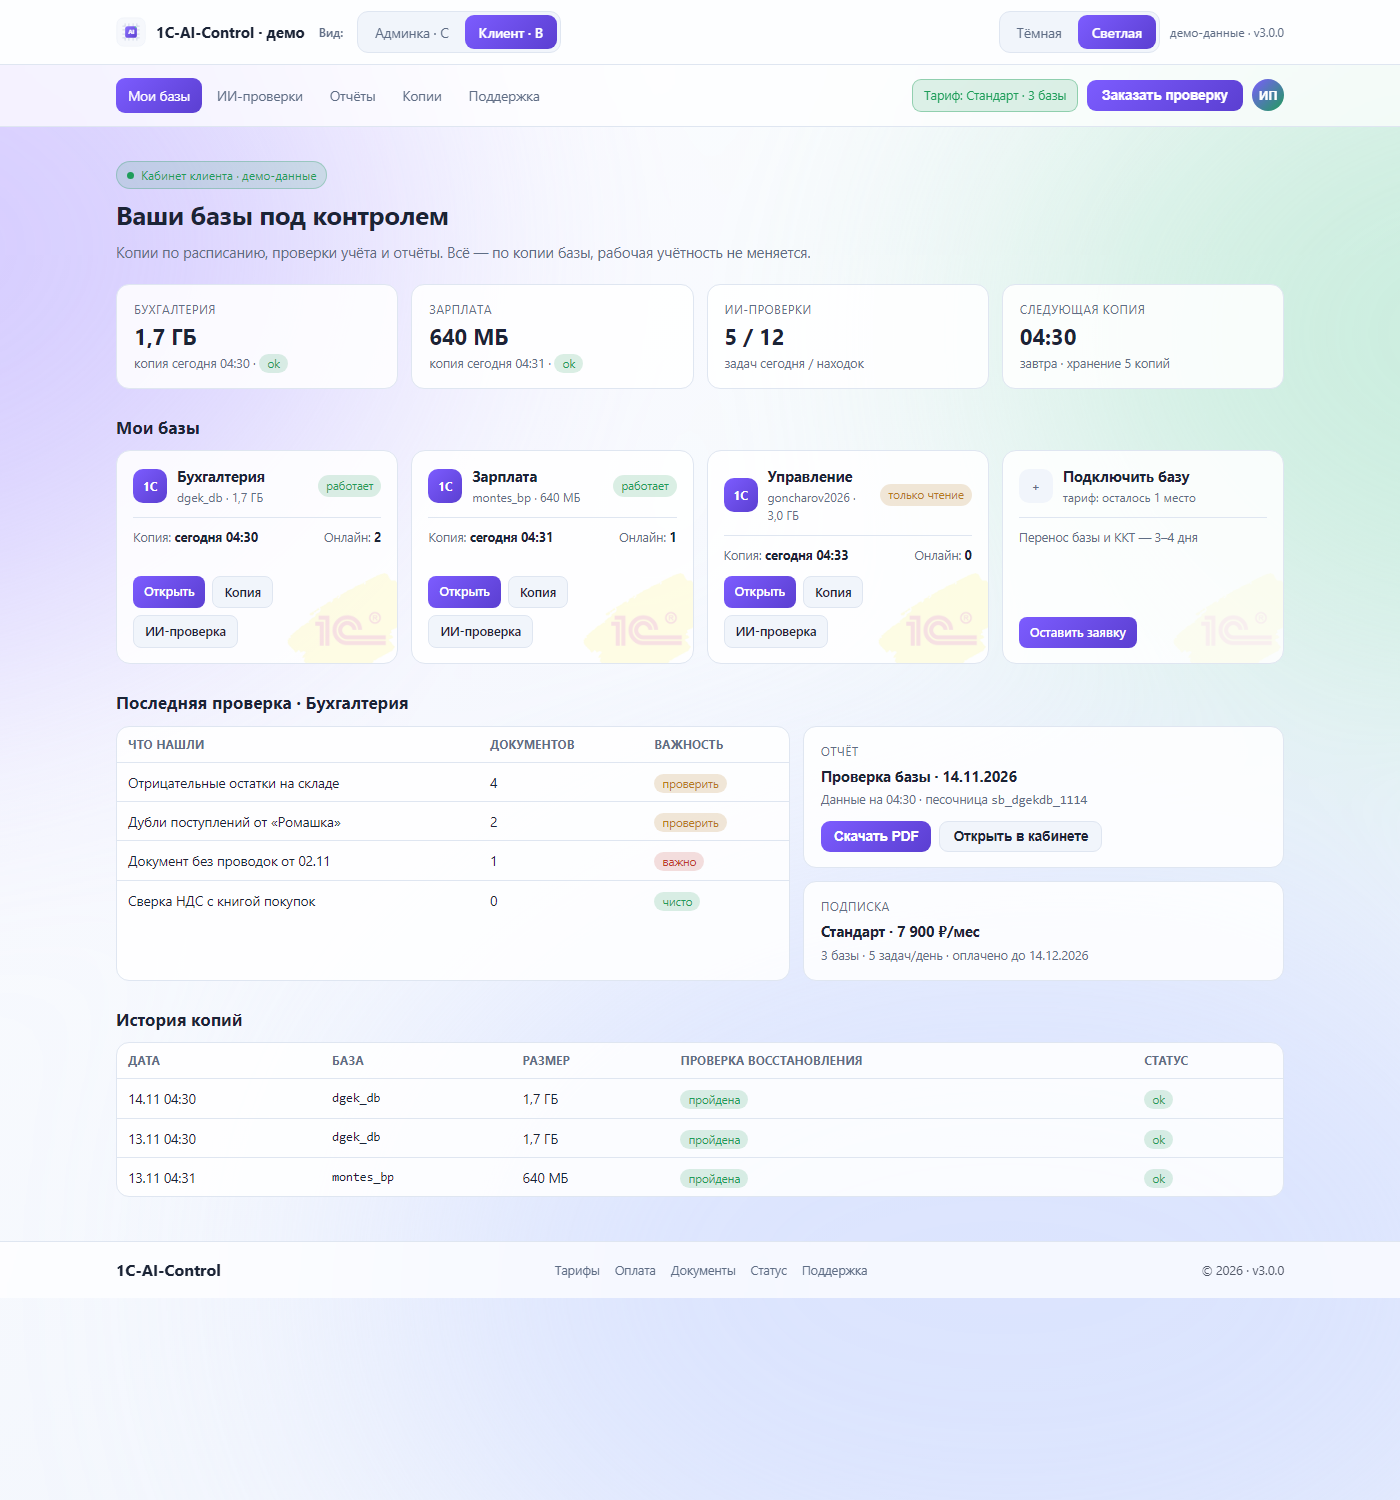 AI 1C-AI-Control · демо Вид: Админка · C Клиент · B Тёмная Светлая демо-данные · v3.0.0
Мои базы ИИ-проверки Отчёты Копии Поддержка Тариф: Стандарт · 3 базы Заказать проверку ИП
Кабинет клиента · демо-данные
Ваши базы под контролем
Копии по расписанию, проверки учёта и отчёты. Всё — по копии базы, рабочая учётность не меняется.
БУХГАЛТЕРИЯ
1,7 ГБ
копия сегодня 04:30 · ok
ЗАРПЛАТА
640 МБ
копия сегодня 04:31 · ok
ИИ-ПРОВЕРКИ
5 / 12
задач сегодня / находок
СЛЕДУЮЩАЯ КОПИЯ
04:30
завтра · хранение 5 копий
Мои базы
1С Бухгалтерия работает
dgek_db · 1,7 ГБ
Копия: сегодня 04:30 Онлайн: 2
Открыть Копия
ИИ-проверка
1С®
1С Зарплата работает
montes_bp · 640 МБ
Копия: сегодня 04:31 Онлайн: 1
Открыть Копия
ИИ-проверка
1С®
1С Управление только чтение
goncharov2026 ·
3,0 ГБ
Копия: сегодня 04:33 Онлайн: 0
Открыть Копия
ИИ-проверка
1С®
+ Подключить базу
тариф: осталось 1 место
Перенос базы и ККТ — 3–4 дня
Оставить заявку
1С®
Последняя проверка · Бухгалтерия
ЧТО НАШЛИ ДОКУМЕНТОВ ВАЖНОСТЬ
Отрицательные остатки на складе 4 проверить
Дубли поступлений от «Ромашка» 2 проверить
Документ без проводок от 02.11 1 важно
Сверка НДС с книгой покупок 0 чисто
ОТЧЁТ
Проверка базы · 14.11.2026
Данные на 04:30 · песочница sb_dgekdb_1114
Скачать PDF Открыть в кабинете
ПОДПИСКА
Стандарт · 7 900 ₽/мес
3 базы · 5 задач/день · оплачено до 14.12.2026
История копий
ДАТА БАЗА РАЗМЕР ПРОВЕРКА ВОССТАНОВЛЕНИЯ СТАТУС
14.11 04:30 dgek_db 1,7 ГБ пройдена ok
13.11 04:30 dgek_db 1,7 ГБ пройдена ok
13.11 04:31 montes_bp 640 МБ пройдена ok
1C-AI-Control Тарифы Оплата Документы Статус Поддержка © 2026 · v3.0.0